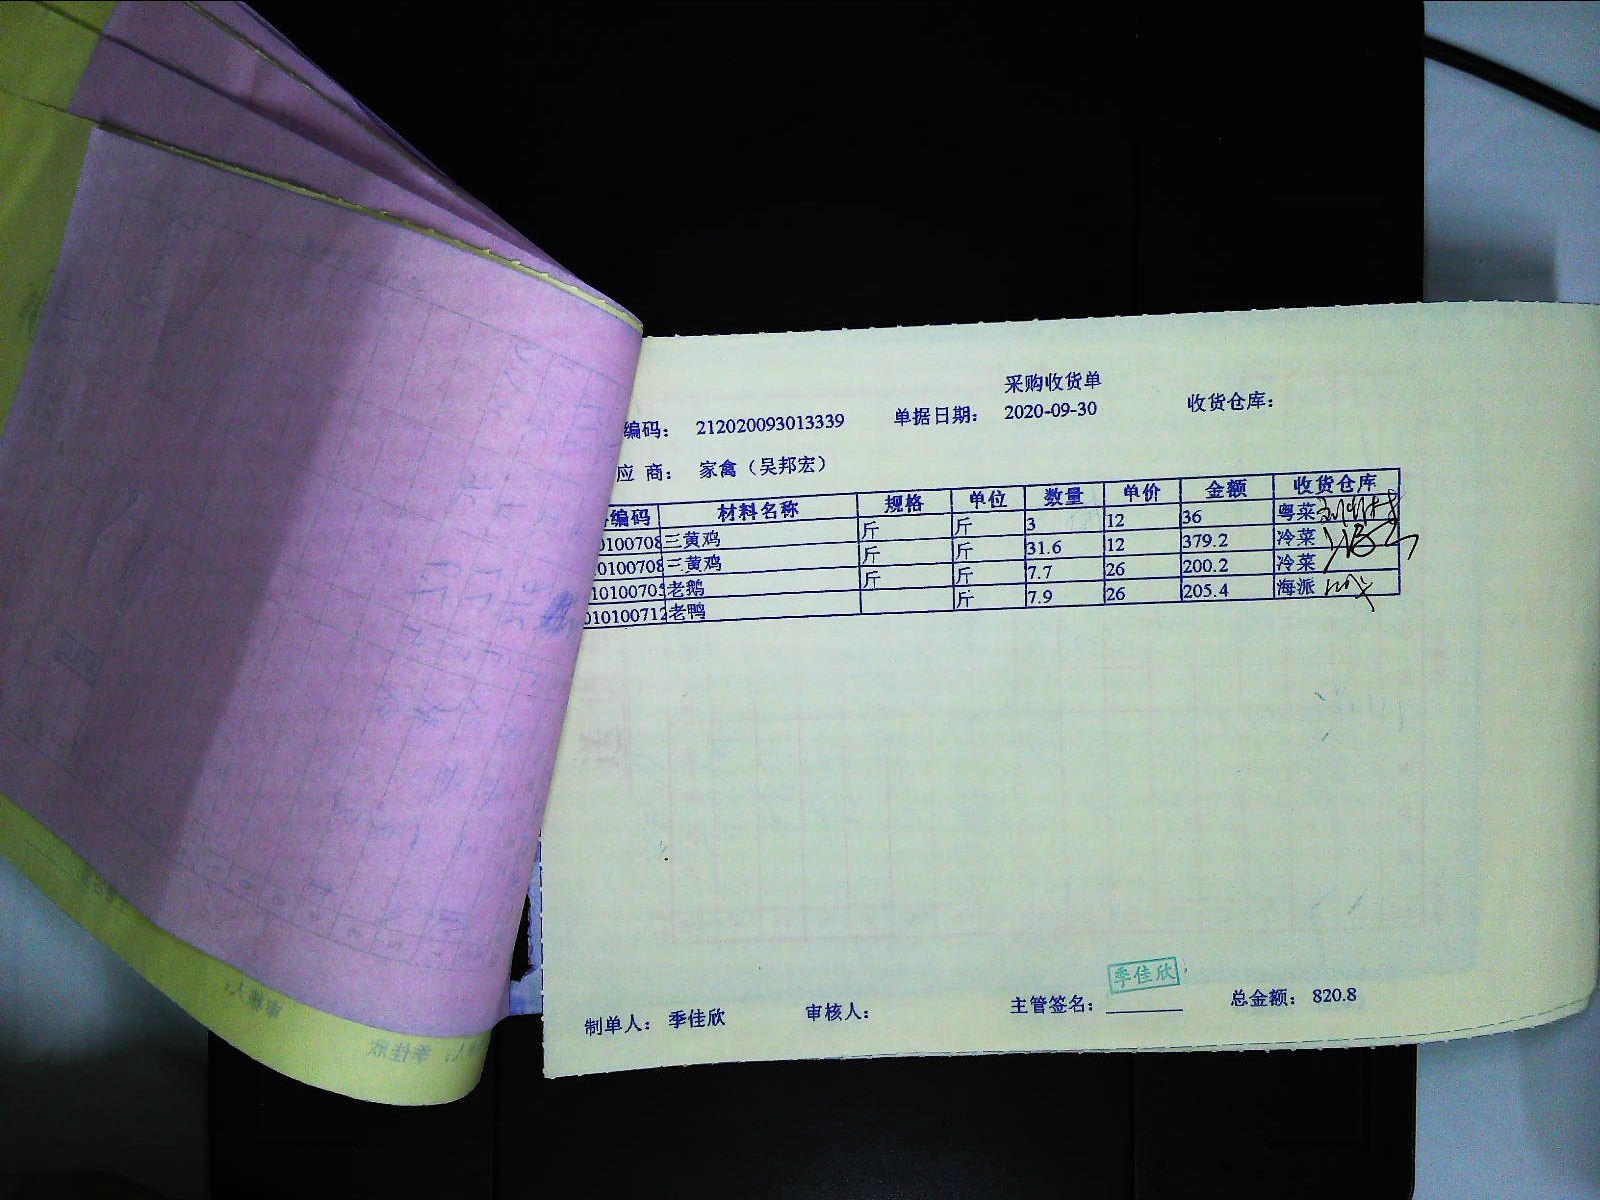 采购收货单
编码： 212020093013339 单据日期： 2020-09-30 收货仓库：
应 商： 家禽（吴邦宏）
编码 材料名称 规格 单位 数量 单价 金额 收货仓库
0100708 三黄鸡 斤 斤 3 12 36 粤菜
0100708 三黄鸡 斤 斤 31.6 12 379.2 冷菜
010070 老鹅 斤 斤 7.7 26 200.2 冷菜
010100712 老鸭 斤 7.9 26 205.4 海派
季佳欣
制单人： 季佳欣 审核人： 主管签名： 总金额： 820.8